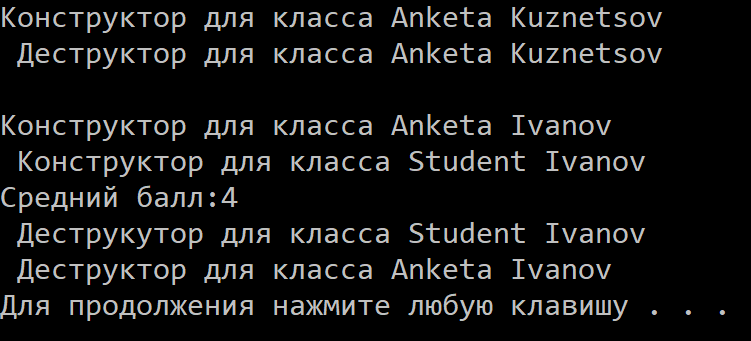 Конструктор для класса Anketa Kuznetsov
Деструктор для класса Anketa Kuznetsov
Конструктор для класса Anketa Ivanov
Конструктор для класса Student Ivanov
Средний балл:4
Деструкутор для класса Student Ivanov
Деструктор для класса Anketa Ivanov
Для продолжения нажмите любую клавишу . . .